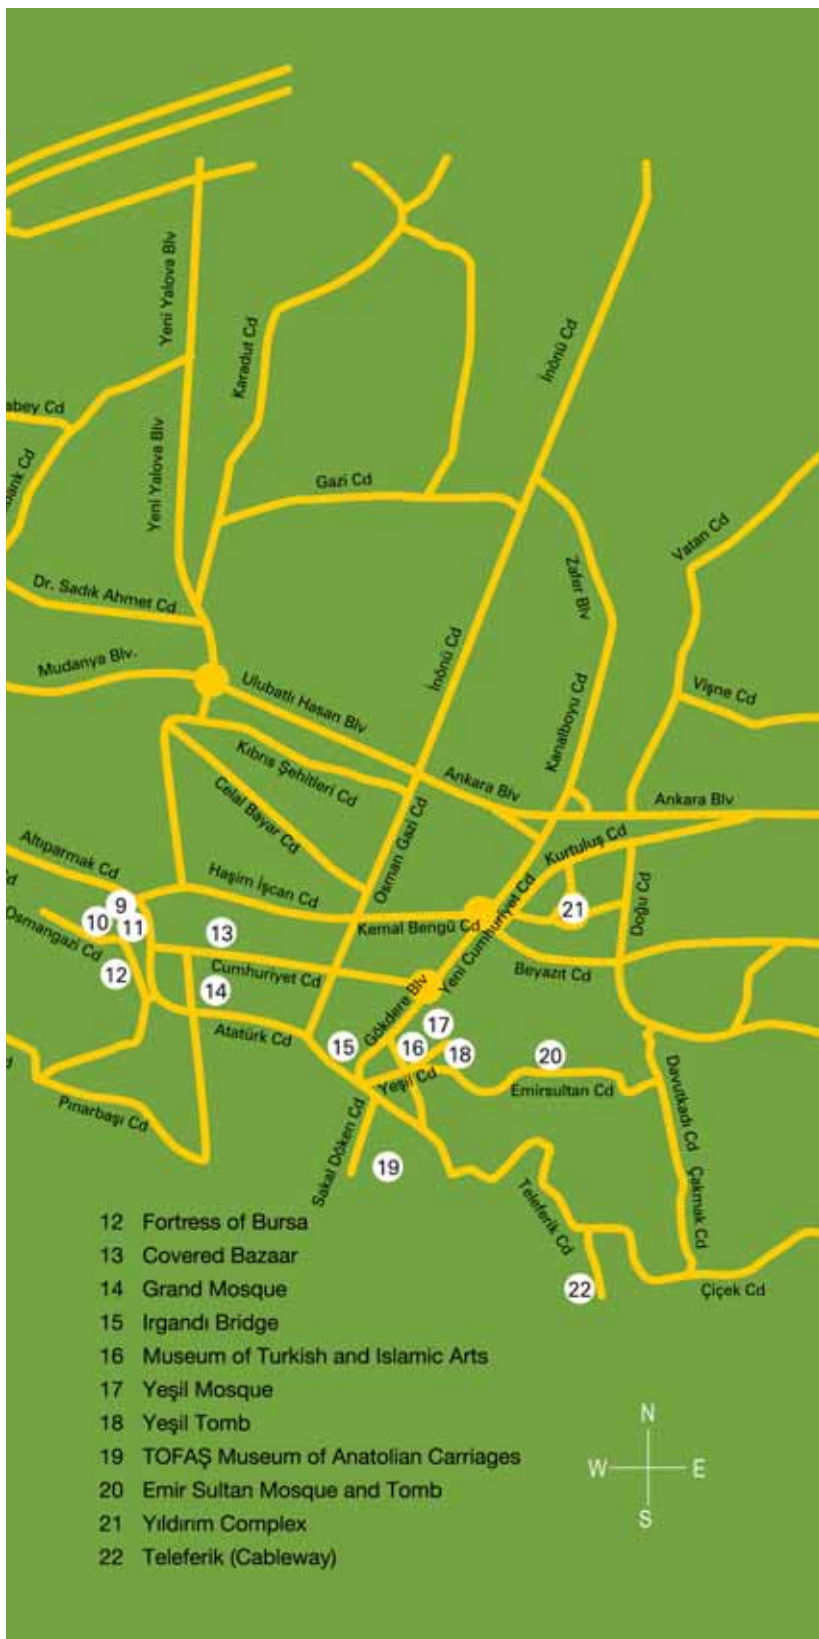 Yeni Yalova Blv
Karadut Cd
İnönü Cd
abey Cd
Yeni Yalova Blv
Gazi Cd
Vatan Cd
Zafer Blv
Dr. Sadık Ahmet Cd
Mudanya Blv.
İnönü Cd
Ulubatlı Hasan Blv
Vişne Cd
Kanalboyu Cd
Kıbrıs Şehitleri Cd
Ankara Blv
Ankara Blv
Celal Bayar Cd
Osman Gazi Cd
Kurtuluş Cd
Altıparmak Cd
Haşim İşcan Cd
Doğu Cd
9
10
11
21
Osmangazi Cd
13
Kemal Bengü Cd
Yeni Cumhuriyet Cd
12
Cumhuriyet Cd
Beyazıt Cd
14
Gökdere Blv
17
Atatürk Cd
15
16
18
20
Yeşil Cd
Emirsultan Cd
Pınarbaşı Cd
Davutkadı Cd
Sakal Döken Cd
19
Çakmak Cd
Teleferik Cd
22
Çiçek Cd
12 Fortress of Bursa
13 Covered Bazaar
14 Grand Mosque
15 Irgandı Bridge
16 Museum of Turkish and Islamic Arts
17 Yeşil Mosque
18 Yeşil Tomb
19 TOFAŞ Museum of Anatolian Carriages
20 Emir Sultan Mosque and Tomb
21 Yıldırım Complex
22 Teleferik (Cableway)
N
W E
S